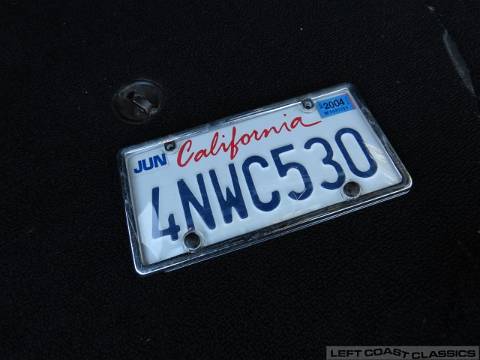 JUN California 2004
4NWC530
LEFT COAST CLASSICS